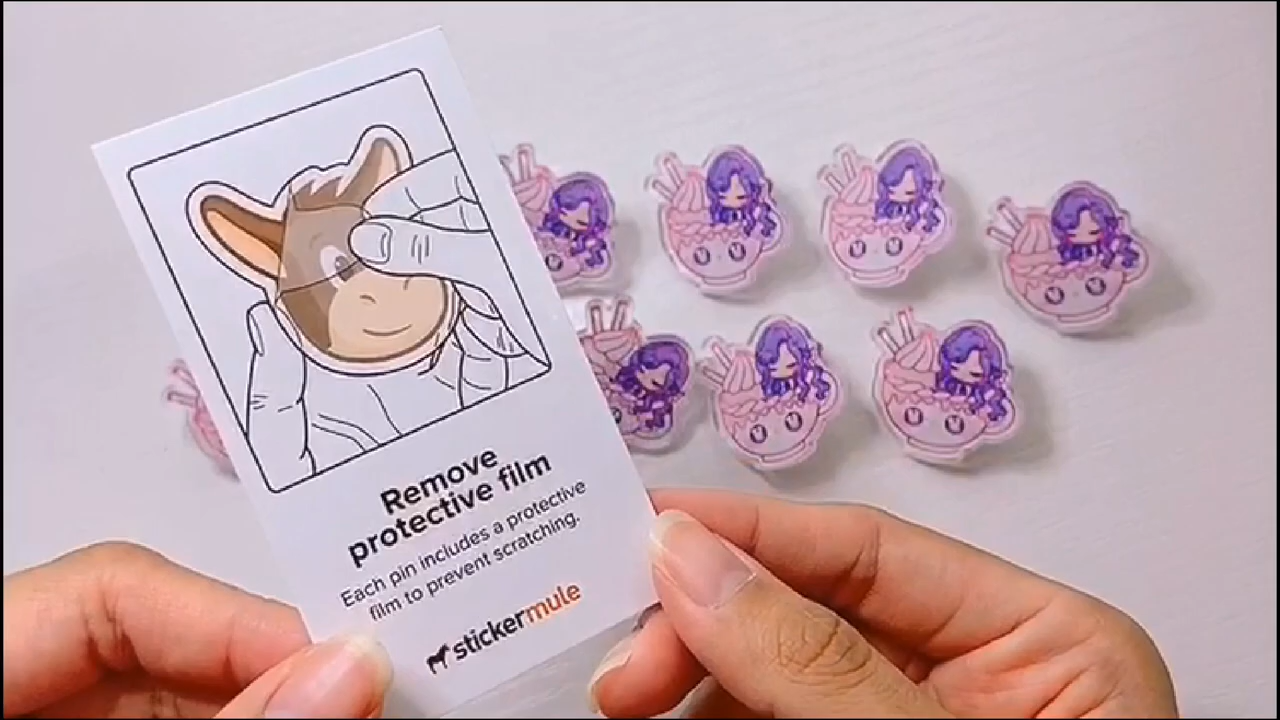 Remove
protective film
Each pin includes a protective
film to prevent scratching.
stickermule